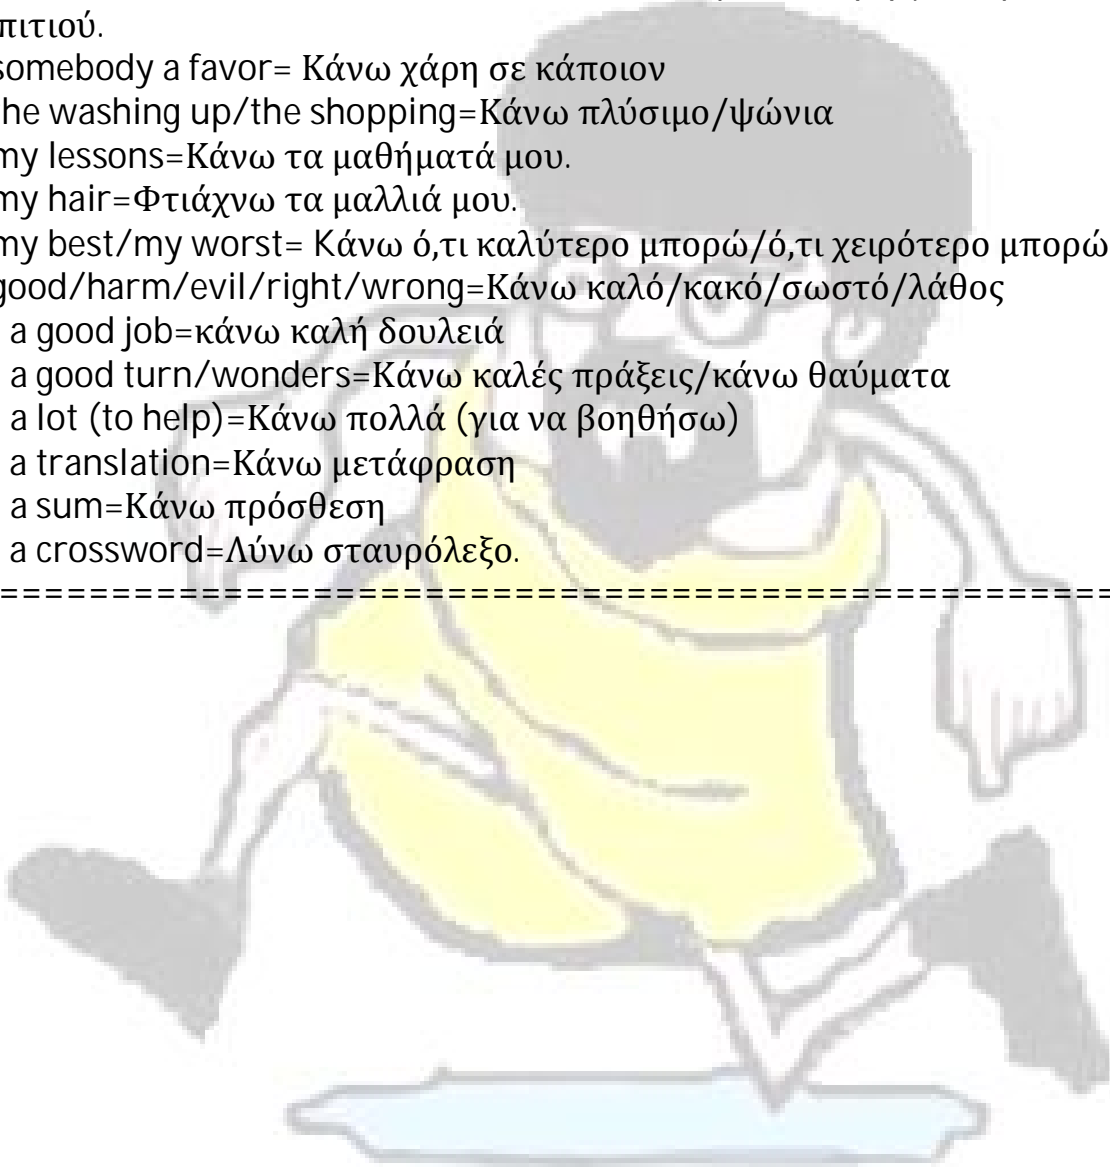 πιτιού.
somebody a favor= Κάνω χάρη σε κάποιον
he washing up/the shopping=Κάνω πλύσιμο/ψώνια
my lessons=Κάνω τα μαθήματά μου.
my hair=Φτιάχνω τα μαλλιά μου.
my best/my worst= Κάνω ό,τι καλύτερο μπορώ/ό,τι χειρότερο μπορώ
good/harm/evil/right/wrong=Κάνω καλό/κακό/σωστό/λάθος
a good job=κάνω καλή δουλειά
a good turn/wonders=Κάνω καλές πράξεις/κάνω θαύματα
a lot (to help)=Κάνω πολλά (για να βοηθήσω)
a translation=Κάνω μετάφραση
a sum=Κάνω πρόσθεση
a crossword=Λύνω σταυρόλεξο.
==================================================